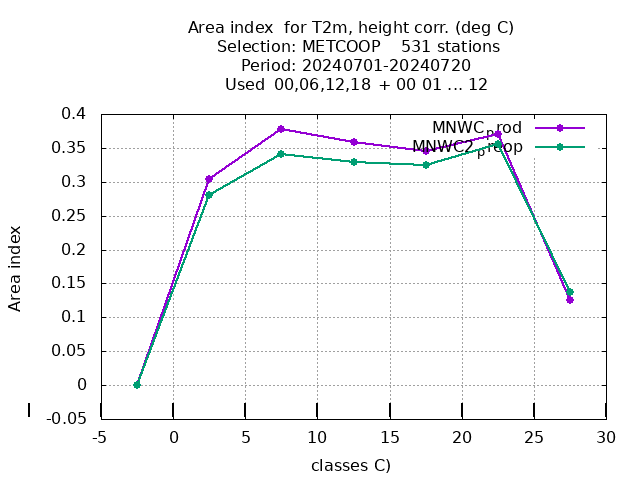 Area index  for T2m, height corr. (deg C)
Selection: METCOOP    531 stations
Period: 20240701-20240720
Used  00,06,12,18 + 00 01 ... 12
MNWC_prod
MNWC2_preop
0.4
0.35
0.3
0.25
0.2
0.15
0.1
0.05
0
-0.05
Area index
-5 0 5 10 15 20 25 30
classes C)